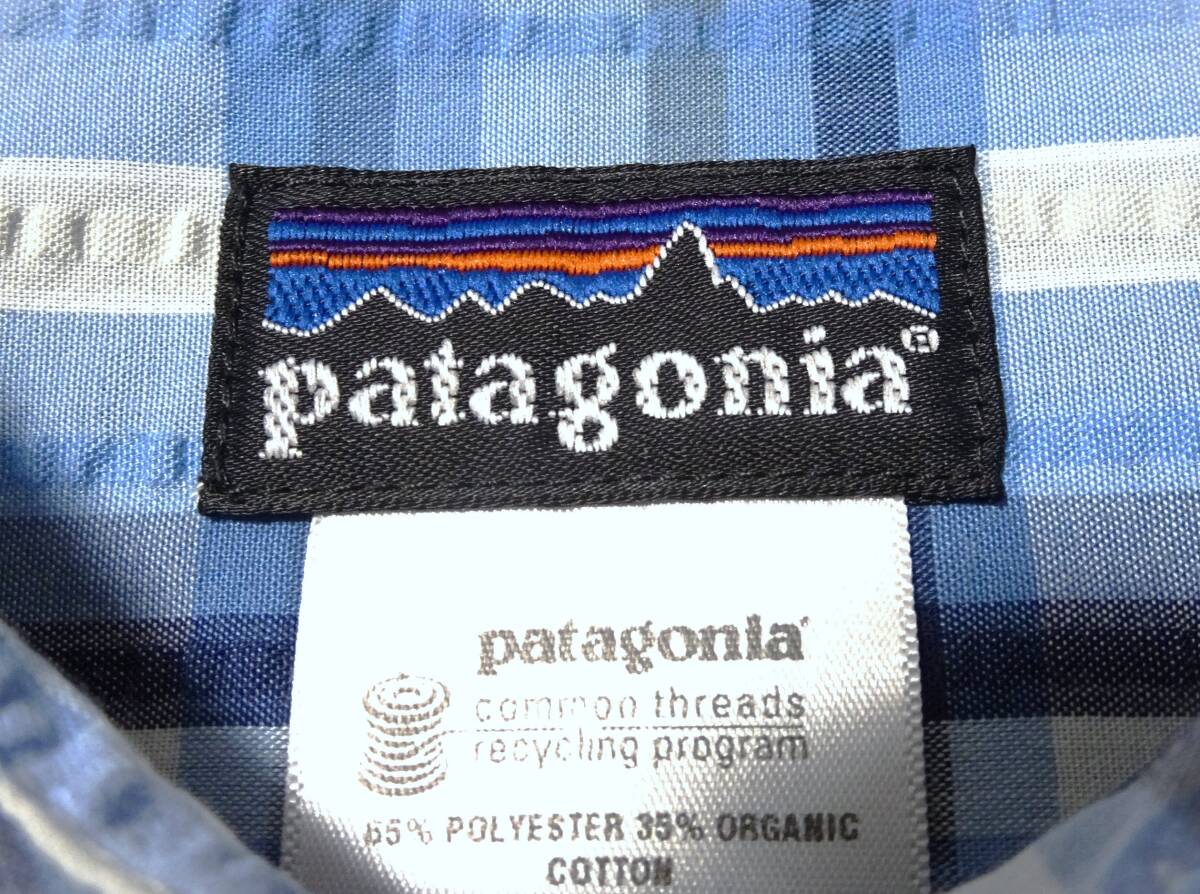 patagonia®
patagonia®
common threads
recycling program
65% POLYESTER 35% ORGANIC
COTTON